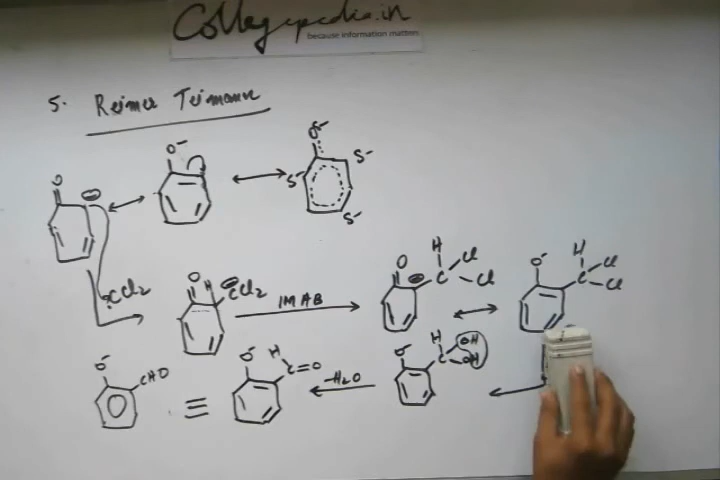 Collegepedia.in
because information matters
5. Reimer Teimann
O O⁻ δ⁻
δ⁻ δ⁻
δ⁻
:CCl2
O H ⊖CCl2 IMAB O ⊖ H C Cl Cl O⁻ H C Cl Cl
O⁻ CHO ≡ O⁻ H C=O -H2O O⁻ H C OH OH